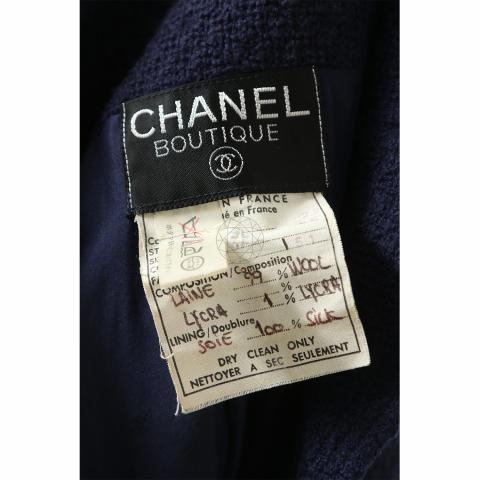 CHANEL
BOUTIQUE
N FRANCE
é en France
COMPOSITION/Composition
LAINE 99 % WOOL
LYCRA 1 % LYCRA
LINING/Doublure
SOIE 100 % SILK
DRY CLEAN ONLY
NETTOYER A SEC SEULEMENT